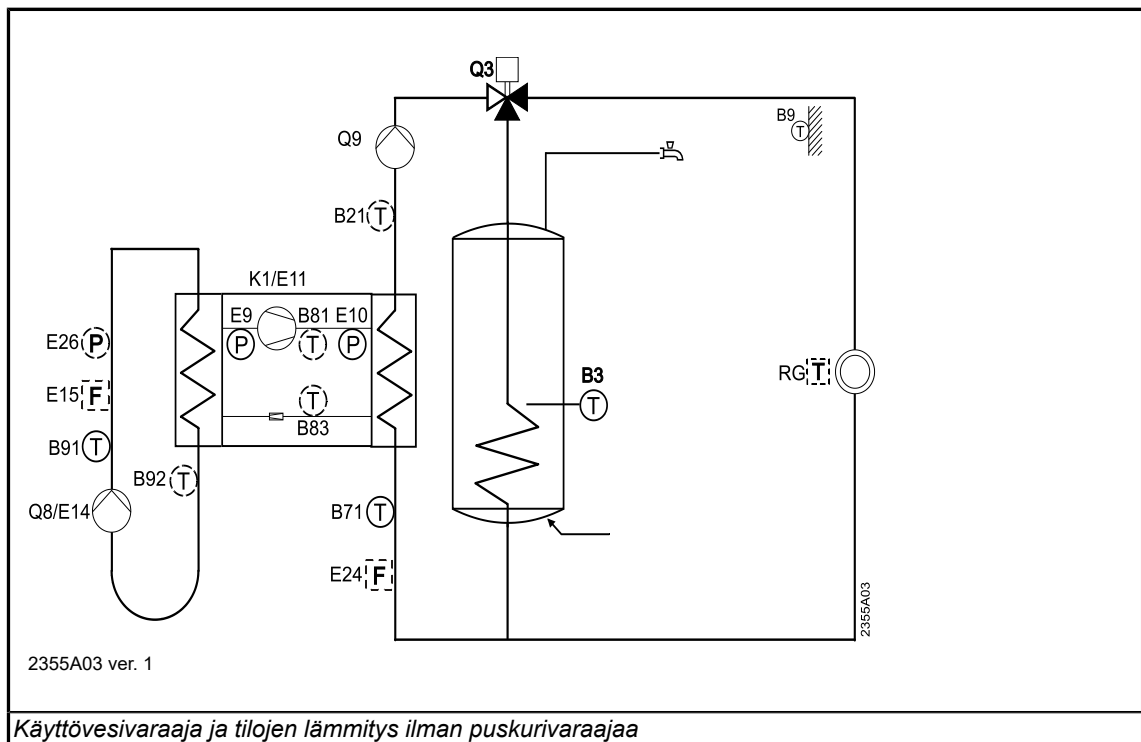 Q3
B9
T
Q9
B21 T
K1/E11
E9 B81 E10
P T P
E26 P
E15 F
B91 T
B92 T
Q8/E14
T
B83
B3
T
RG T
B71 T
E24 F
2355A03
2355A03 ver. 1
Käyttövesivaraaja ja tilojen lämmitys ilman puskurivaraajaa